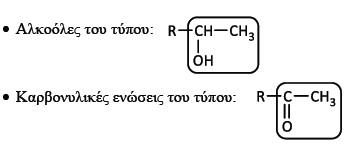 • Αλκοόλες του τύπου: R–CH–CH₃
OH
• Καρβονυλικές ενώσεις του τύπου: R–C–CH₃
O